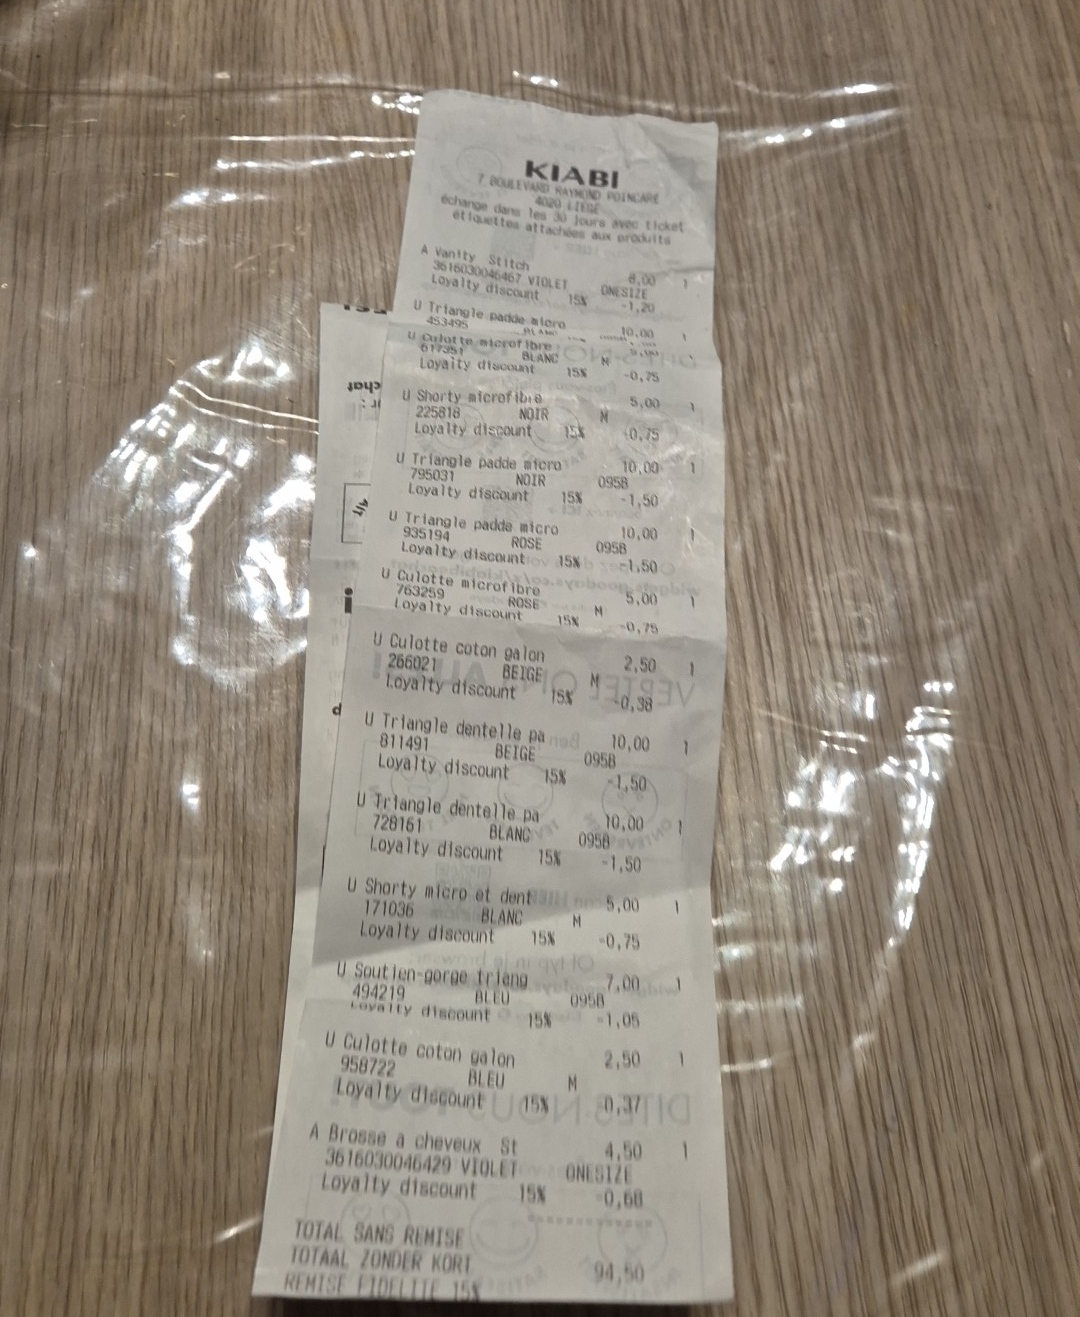 KIABI
7 BOULEVARD RAYMOND POINCARE
4020 LIEGE
échange dans les 30 jours avec ticket
étiquettes attachées aux produits
A Vanity Stitch 8,00 1
3616030046467 VIOLET ONESIZE
Loyalty discount 15% -1,20
U Triangle padde micro 10,00 1
453495 BLANC
U Culotte microfibre 5,00 1
617351 BLANC M
Loyalty discount 15% -0,75
U Shorty microfibre 5,00 1
225818 NOIR M
Loyalty discount 15% -0,75
U Triangle padde micro 10,00 1
795031 NOIR 095B
Loyalty discount 15% -1,50
U Triangle padde micro 10,00 1
935194 ROSE 095B
Loyalty discount 15% -1,50
U Culotte microfibre 5,00 1
763259 ROSE M
Loyalty discount 15% -0,75
U Culotte coton galon 2,50 1
266021 BEIGE M
Loyalty discount 15% -0,38
U Triangle dentelle pa 10,00 1
811491 BEIGE 095B
Loyalty discount 15% -1,50
U Triangle dentelle pa 10,00 1
728161 BLANC 095B
Loyalty discount 15% -1,50
U Shorty micro et dent 5,00 1
171036 BLANC M
Loyalty discount 15% -0,75
U Soutien-gorge triang 7,00 1
494219 BLEU 095B
Loyalty discount 15% -1,05
U Culotte coton galon 2,50 1
958722 BLEU M
Loyalty discount 15% -0,37
A Brosse a cheveux St 4,50 1
3616030046429 VIOLET ONESIZE
Loyalty discount 15% -0,68
TOTAL SANS REMISE
TOTAAL ZONDER KORT 94,50
REMISE FIDELITE 15%